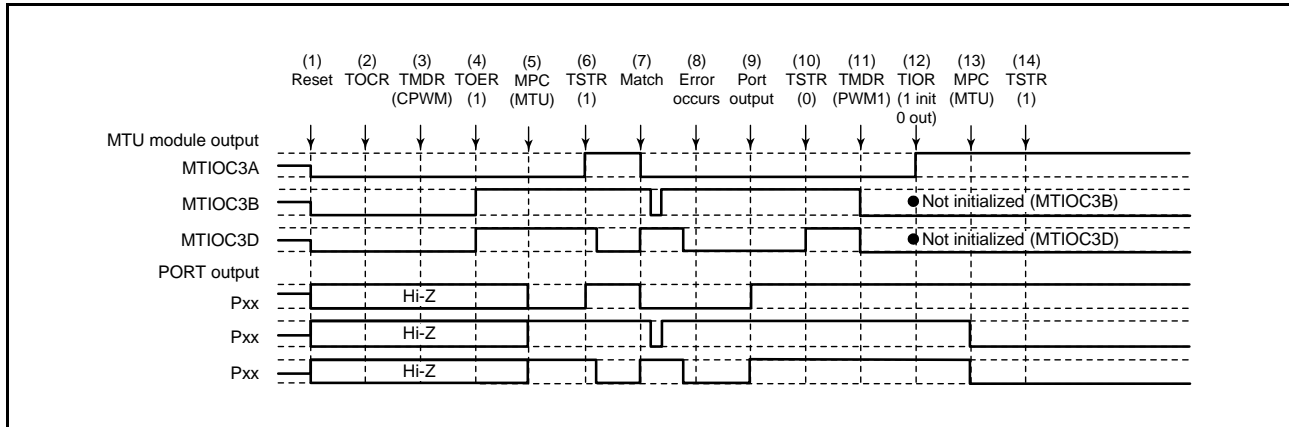 (1) (2) (3) (4) (5) (6) (7) (8) (9) (10) (11) (12) (13) (14)
Reset TOCR TMDR TOER MPC TSTR Match Error Port TSTR TMDR TIOR MPC TSTR
(CPWM) (1) (MTU) (1) occurs output (0) (PWM1) (1 init (MTU) (1)
0 out)
MTU module output
MTIOC3A
MTIOC3B ● Not initialized (MTIOC3B)
MTIOC3D ● Not initialized (MTIOC3D)
PORT output
Pxx Hi-Z
Pxx Hi-Z
Pxx Hi-Z